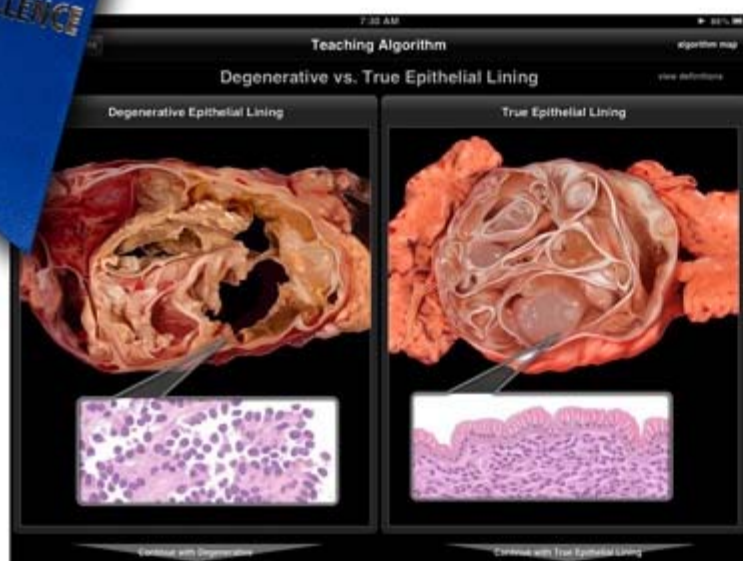 LLENCE
7:30 AM
Teaching Algorithm
algorithm map
Degenerative vs. True Epithelial Lining
view definitions
Degenerative Epithelial Lining
True Epithelial Lining
Continue with Degenerative
Continue with True Epithelial Lining